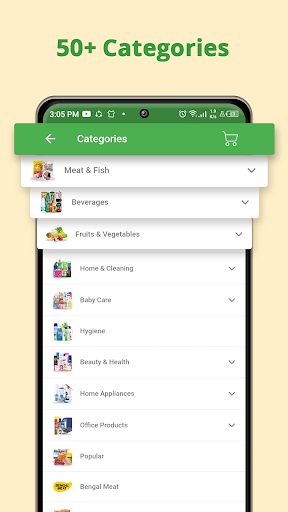 50+ Categories
3:05 PM
Categories
Meat & Fish
Beverages
Fruits & Vegetables
Home & Cleaning
Baby Care
Hygiene
Beauty & Health
Home Appliances
Office Products
Popular
Bengal Meat